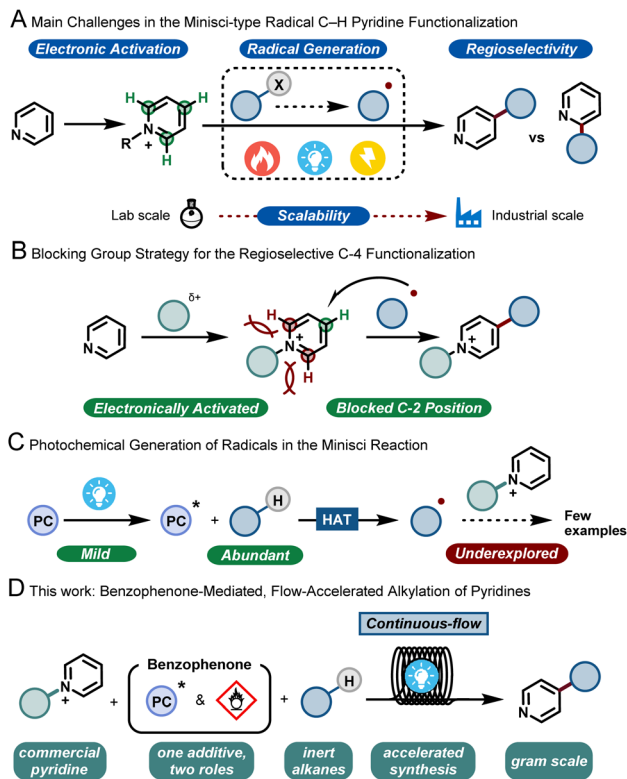 A Main Challenges in the Minisci-type Radical C–H Pyridine Functionalization
Electronic Activation
Radical Generation
Regioselectivity
H
H
N
R
+
H
X
•
N
vs
N
N
Lab scale
Scalability
Industrial scale
B Blocking Group Strategy for the Regioselective C-4 Functionalization
δ+
N
H
H
N
+
H
•
N
+
Electronically Activated
Blocked C-2 Position
C Photochemical Generation of Radicals in the Minisci Reaction
PC
PC
*
+
H
HAT
•
N
+
Few
examples
Mild
Abundant
Underexplored
D This work: Benzophenone-Mediated, Flow-Accelerated Alkylation of Pyridines
Continuous-flow
N
+
+
Benzophenone
PC
*
&
+
H
N
commercial
pyridine
one additive,
two roles
inert
alkanes
accelerated
synthesis
gram scale